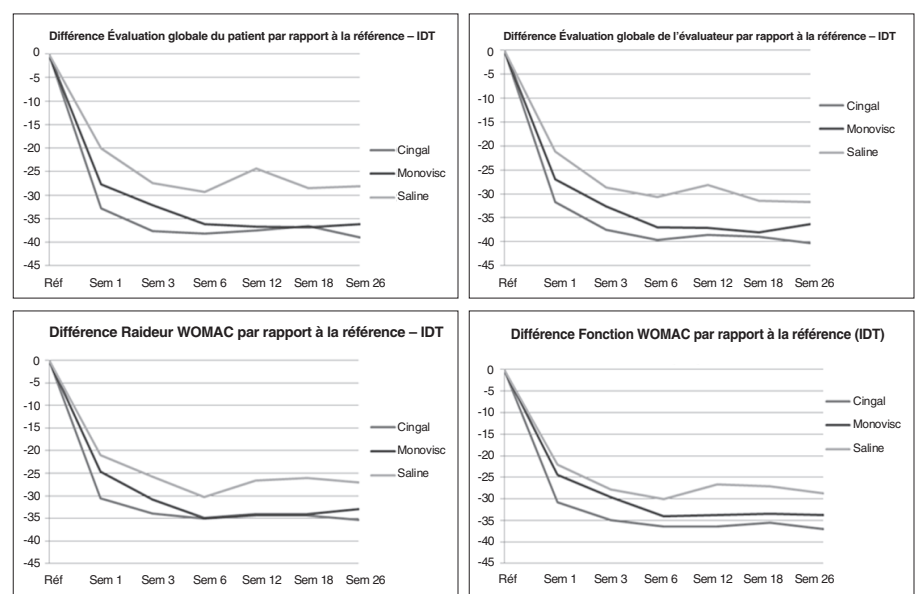 Différence Évaluation globale du patient par rapport à la référence – IDT
0
-5
-10
-15
-20
-25
-30
-35
-40
-45
Réf Sem 1 Sem 3 Sem 6 Sem 12 Sem 18 Sem 26
Cingal
Monovisc
Saline
Différence Évaluation globale de l'évaluateur par rapport à la référence – IDT
0
-5
-10
-15
-20
-25
-30
-35
-40
-45
Réf Sem 1 Sem 3 Sem 6 Sem 12 Sem 18 Sem 26
Cingal
Monovisc
Saline
Différence Raideur WOMAC par rapport à la référence – IDT
0
-5
-10
-15
-20
-25
-30
-35
-40
-45
Réf Sem 1 Sem 3 Sem 6 Sem 12 Sem 18 Sem 26
Cingal
Monovisc
Saline
Différence Fonction WOMAC par rapport à la référence (IDT)
0
-5
-10
-15
-20
-25
-30
-35
-40
-45
Réf Sem 1 Sem 3 Sem 6 Sem 12 Sem 18 Sem 26
Cingal
Monovisc
Saline